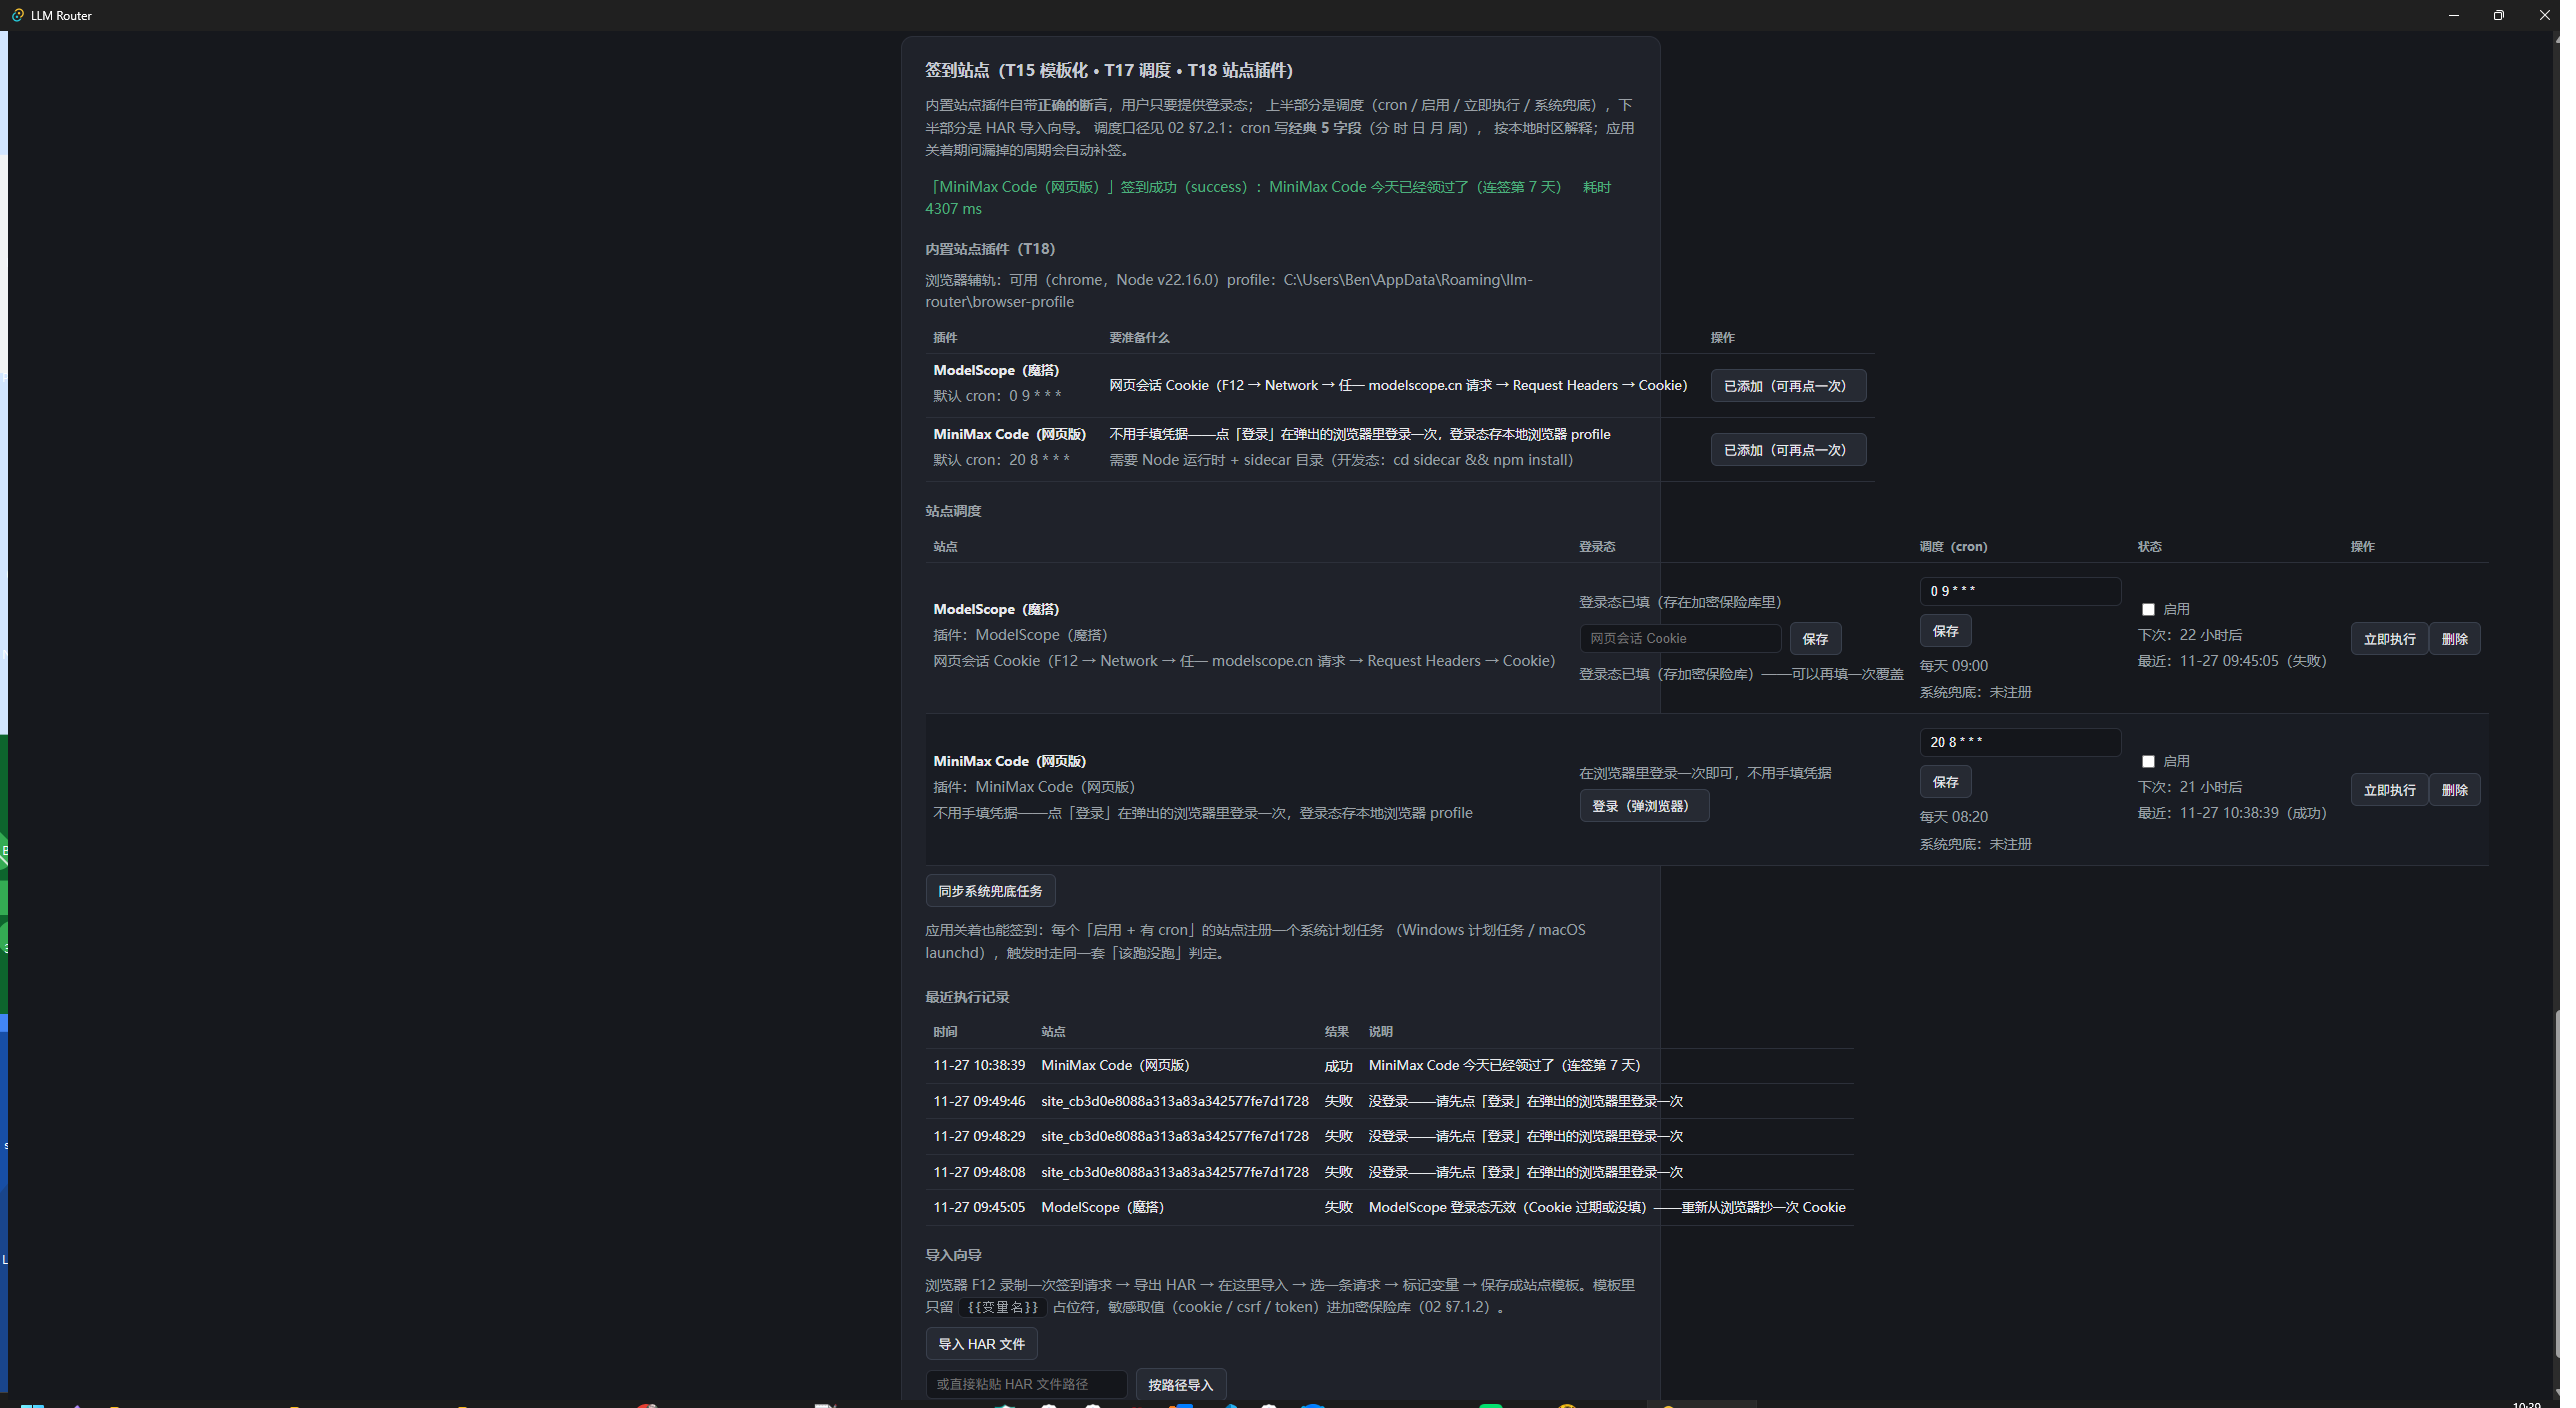 LLM Router
签到站点（T15 模板化 • T17 调度 • T18 站点插件）
内置站点插件自带正确的断言，用户只要提供登录态； 上半部分是调度（cron / 启用 / 立即执行 / 系统兜底），下
半部分是 HAR 导入向导。 调度口径见 02 §7.2.1：cron 写经典 5 字段（分 时 日 月 周）， 按本地时区解释；应用
关着期间漏掉的周期会自动补签。
「MiniMax Code（网页版）」签到成功（success）：MiniMax Code 今天已经领过了（连签第 7 天） 耗时
4307 ms
内置站点插件（T18）
浏览器辅轨：可用（chrome，Node v22.16.0）profile：C:\Users\Ben\AppData\Roaming\llm-
router\browser-profile
插件 要准备什么 操作
ModelScope（魔搭）
默认 cron：0 9 * * *
网页会话 Cookie（F12 → Network → 任一 modelscope.cn 请求 → Request Headers → Cookie）
已添加（可再点一次）
MiniMax Code（网页版）
默认 cron：20 8 * * *
不用手填凭据——点「登录」在弹出的浏览器里登录一次，登录态存本地浏览器 profile
需要 Node 运行时 + sidecar 目录（开发态：cd sidecar && npm install）
已添加（可再点一次）
站点调度
站点 登录态 调度（cron） 状态 操作
ModelScope（魔搭）
插件：ModelScope（魔搭）
网页会话 Cookie（F12 → Network → 任一 modelscope.cn 请求 → Request Headers → Cookie）
登录态已填（存在加密保险库里）
网页会话 Cookie 保存
登录态已填（存加密保险库）——可以再填一次覆盖
0 9 * * *
保存
每天 09:00
系统兜底：未注册
启用
下次：22 小时后
最近：11-27 09:45:05（失败）
立即执行 删除
MiniMax Code（网页版）
插件：MiniMax Code（网页版）
不用手填凭据——点「登录」在弹出的浏览器里登录一次，登录态存本地浏览器 profile
在浏览器里登录一次即可，不用手填凭据
登录（弹浏览器）
20 8 * * *
保存
每天 08:20
系统兜底：未注册
启用
下次：21 小时后
最近：11-27 10:38:39（成功）
立即执行 删除
同步系统兜底任务
应用关着也能签到：每个「启用 + 有 cron」的站点注册一个系统计划任务 （Windows 计划任务 / macOS
launchd），触发时走同一套「该跑没跑」判定。
最近执行记录
时间 站点 结果 说明
11-27 10:38:39 MiniMax Code（网页版） 成功 MiniMax Code 今天已经领过了（连签第 7 天）
11-27 09:49:46 site_cb3d0e8088a313a83a342577fe7d1728 失败 没登录——请先点「登录」在弹出的浏览器里登录一次
11-27 09:48:29 site_cb3d0e8088a313a83a342577fe7d1728 失败 没登录——请先点「登录」在弹出的浏览器里登录一次
11-27 09:48:08 site_cb3d0e8088a313a83a342577fe7d1728 失败 没登录——请先点「登录」在弹出的浏览器里登录一次
11-27 09:45:05 ModelScope（魔搭） 失败 ModelScope 登录态无效（Cookie 过期或没填）——重新从浏览器抄一次 Cookie
导入向导
浏览器 F12 录制一次签到请求 → 导出 HAR → 在这里导入 → 选一条请求 → 标记变量 → 保存成站点模板。模板里
只留 {{变量名}} 占位符，敏感取值（cookie / csrf / token）进加密保险库（02 §7.1.2）。
导入 HAR 文件
或直接粘贴 HAR 文件路径 按路径导入